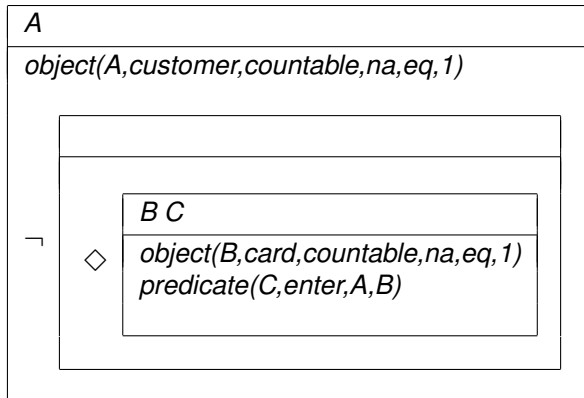 A
object(A,customer,countable,na,eq,1)
B C
¬
◇
object(B,card,countable,na,eq,1)
predicate(C,enter,A,B)